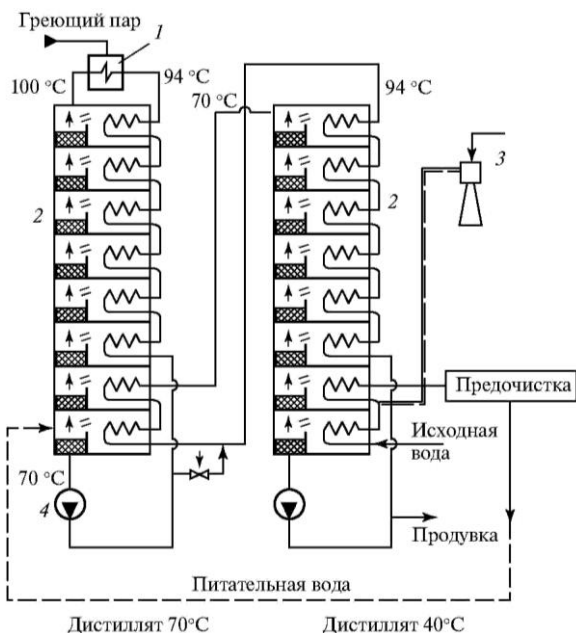 Греющий пар
1
100 °C
94 °C
70 °C
94 °C
3
2
2
Предочистка
Исходная
вода
70 °C
4
Продувка
Питательная вода
Дистиллят 70°C
Дистиллят 40°C